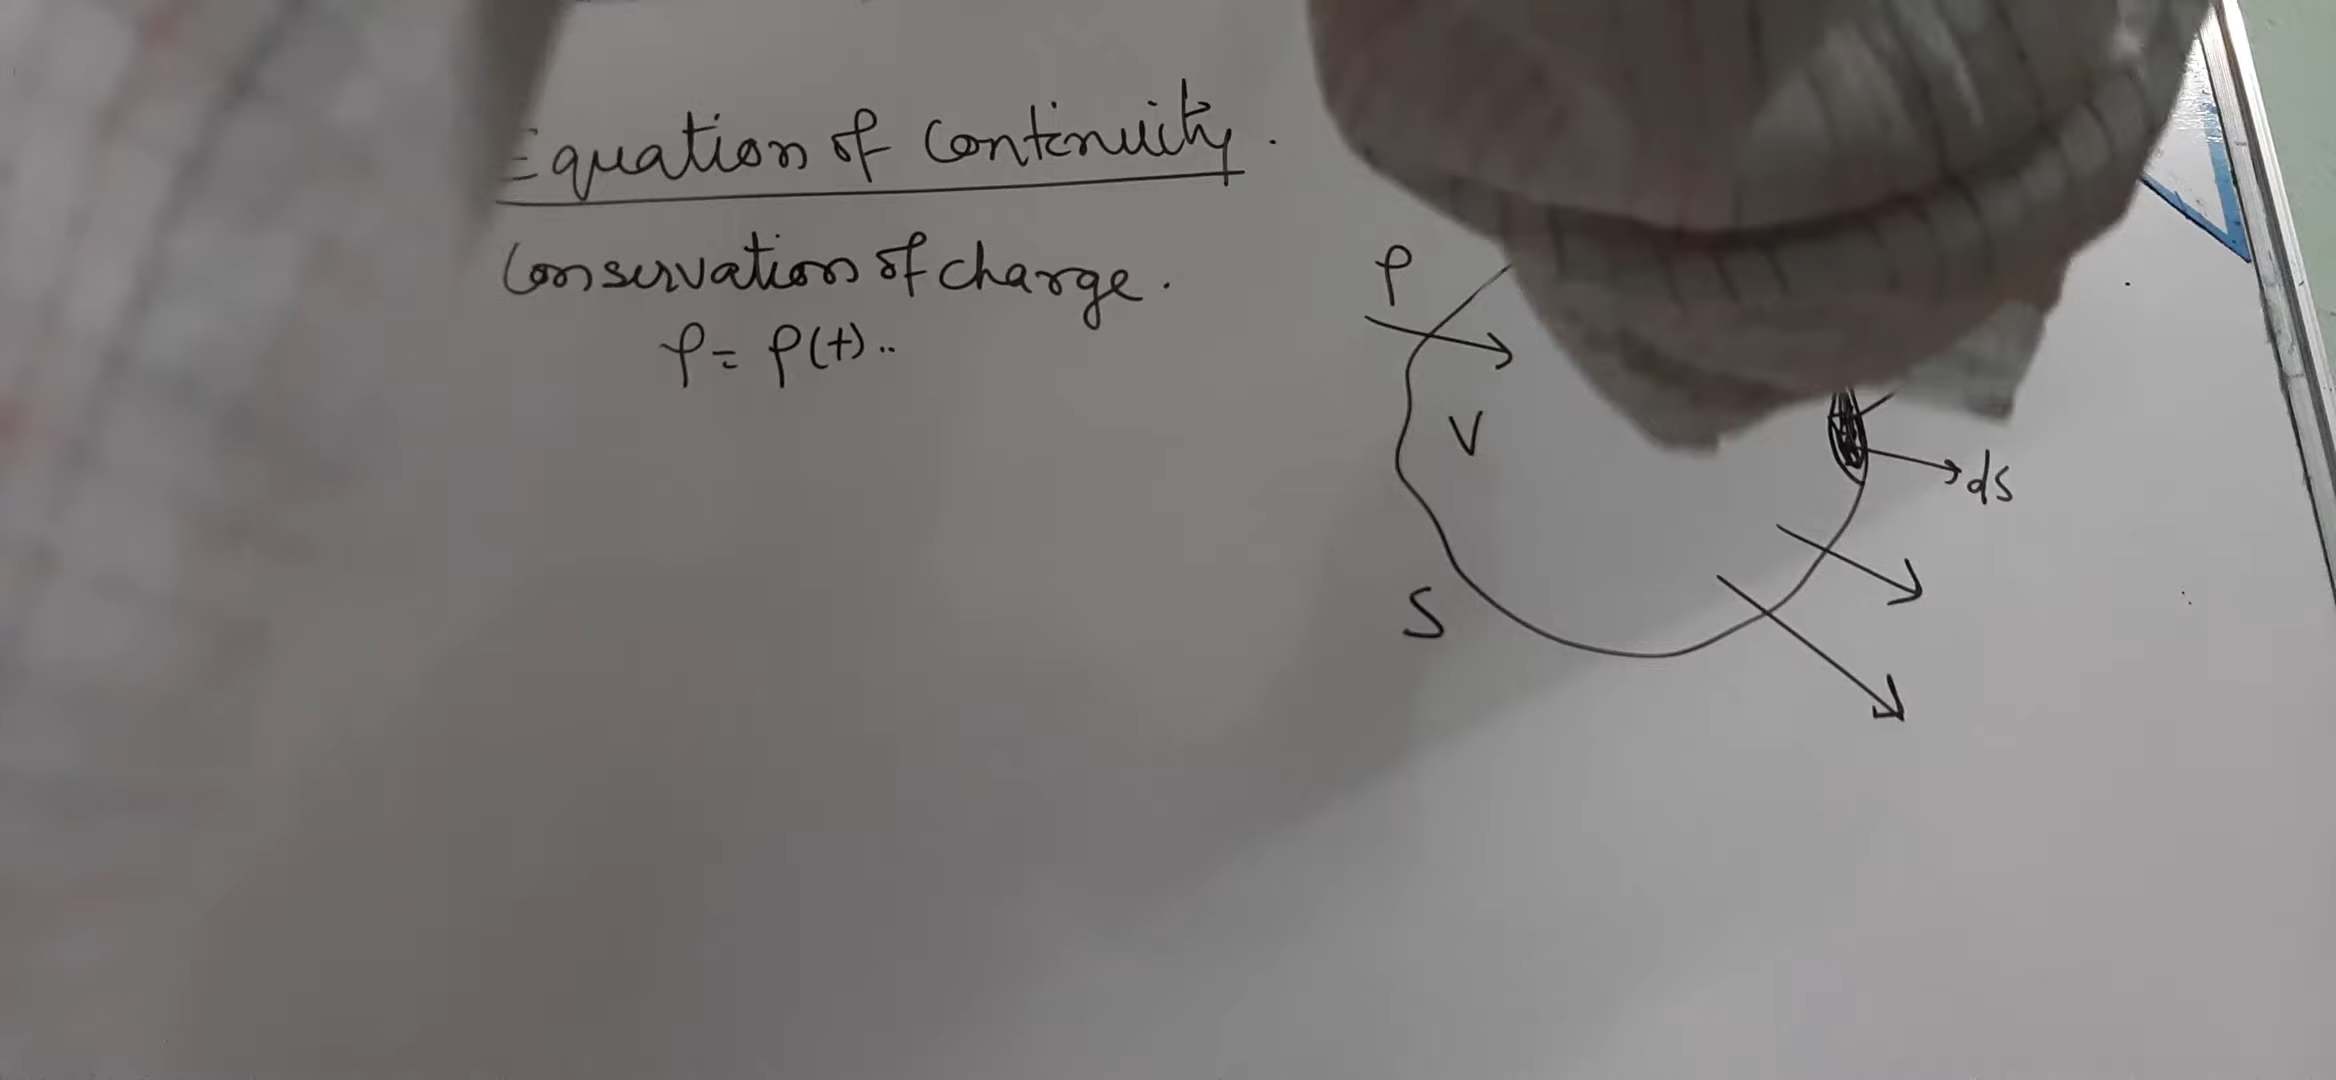 Equation of Continuity.
Conservation of charge.
ρ = ρ(t)..
ρ
V
ds
S